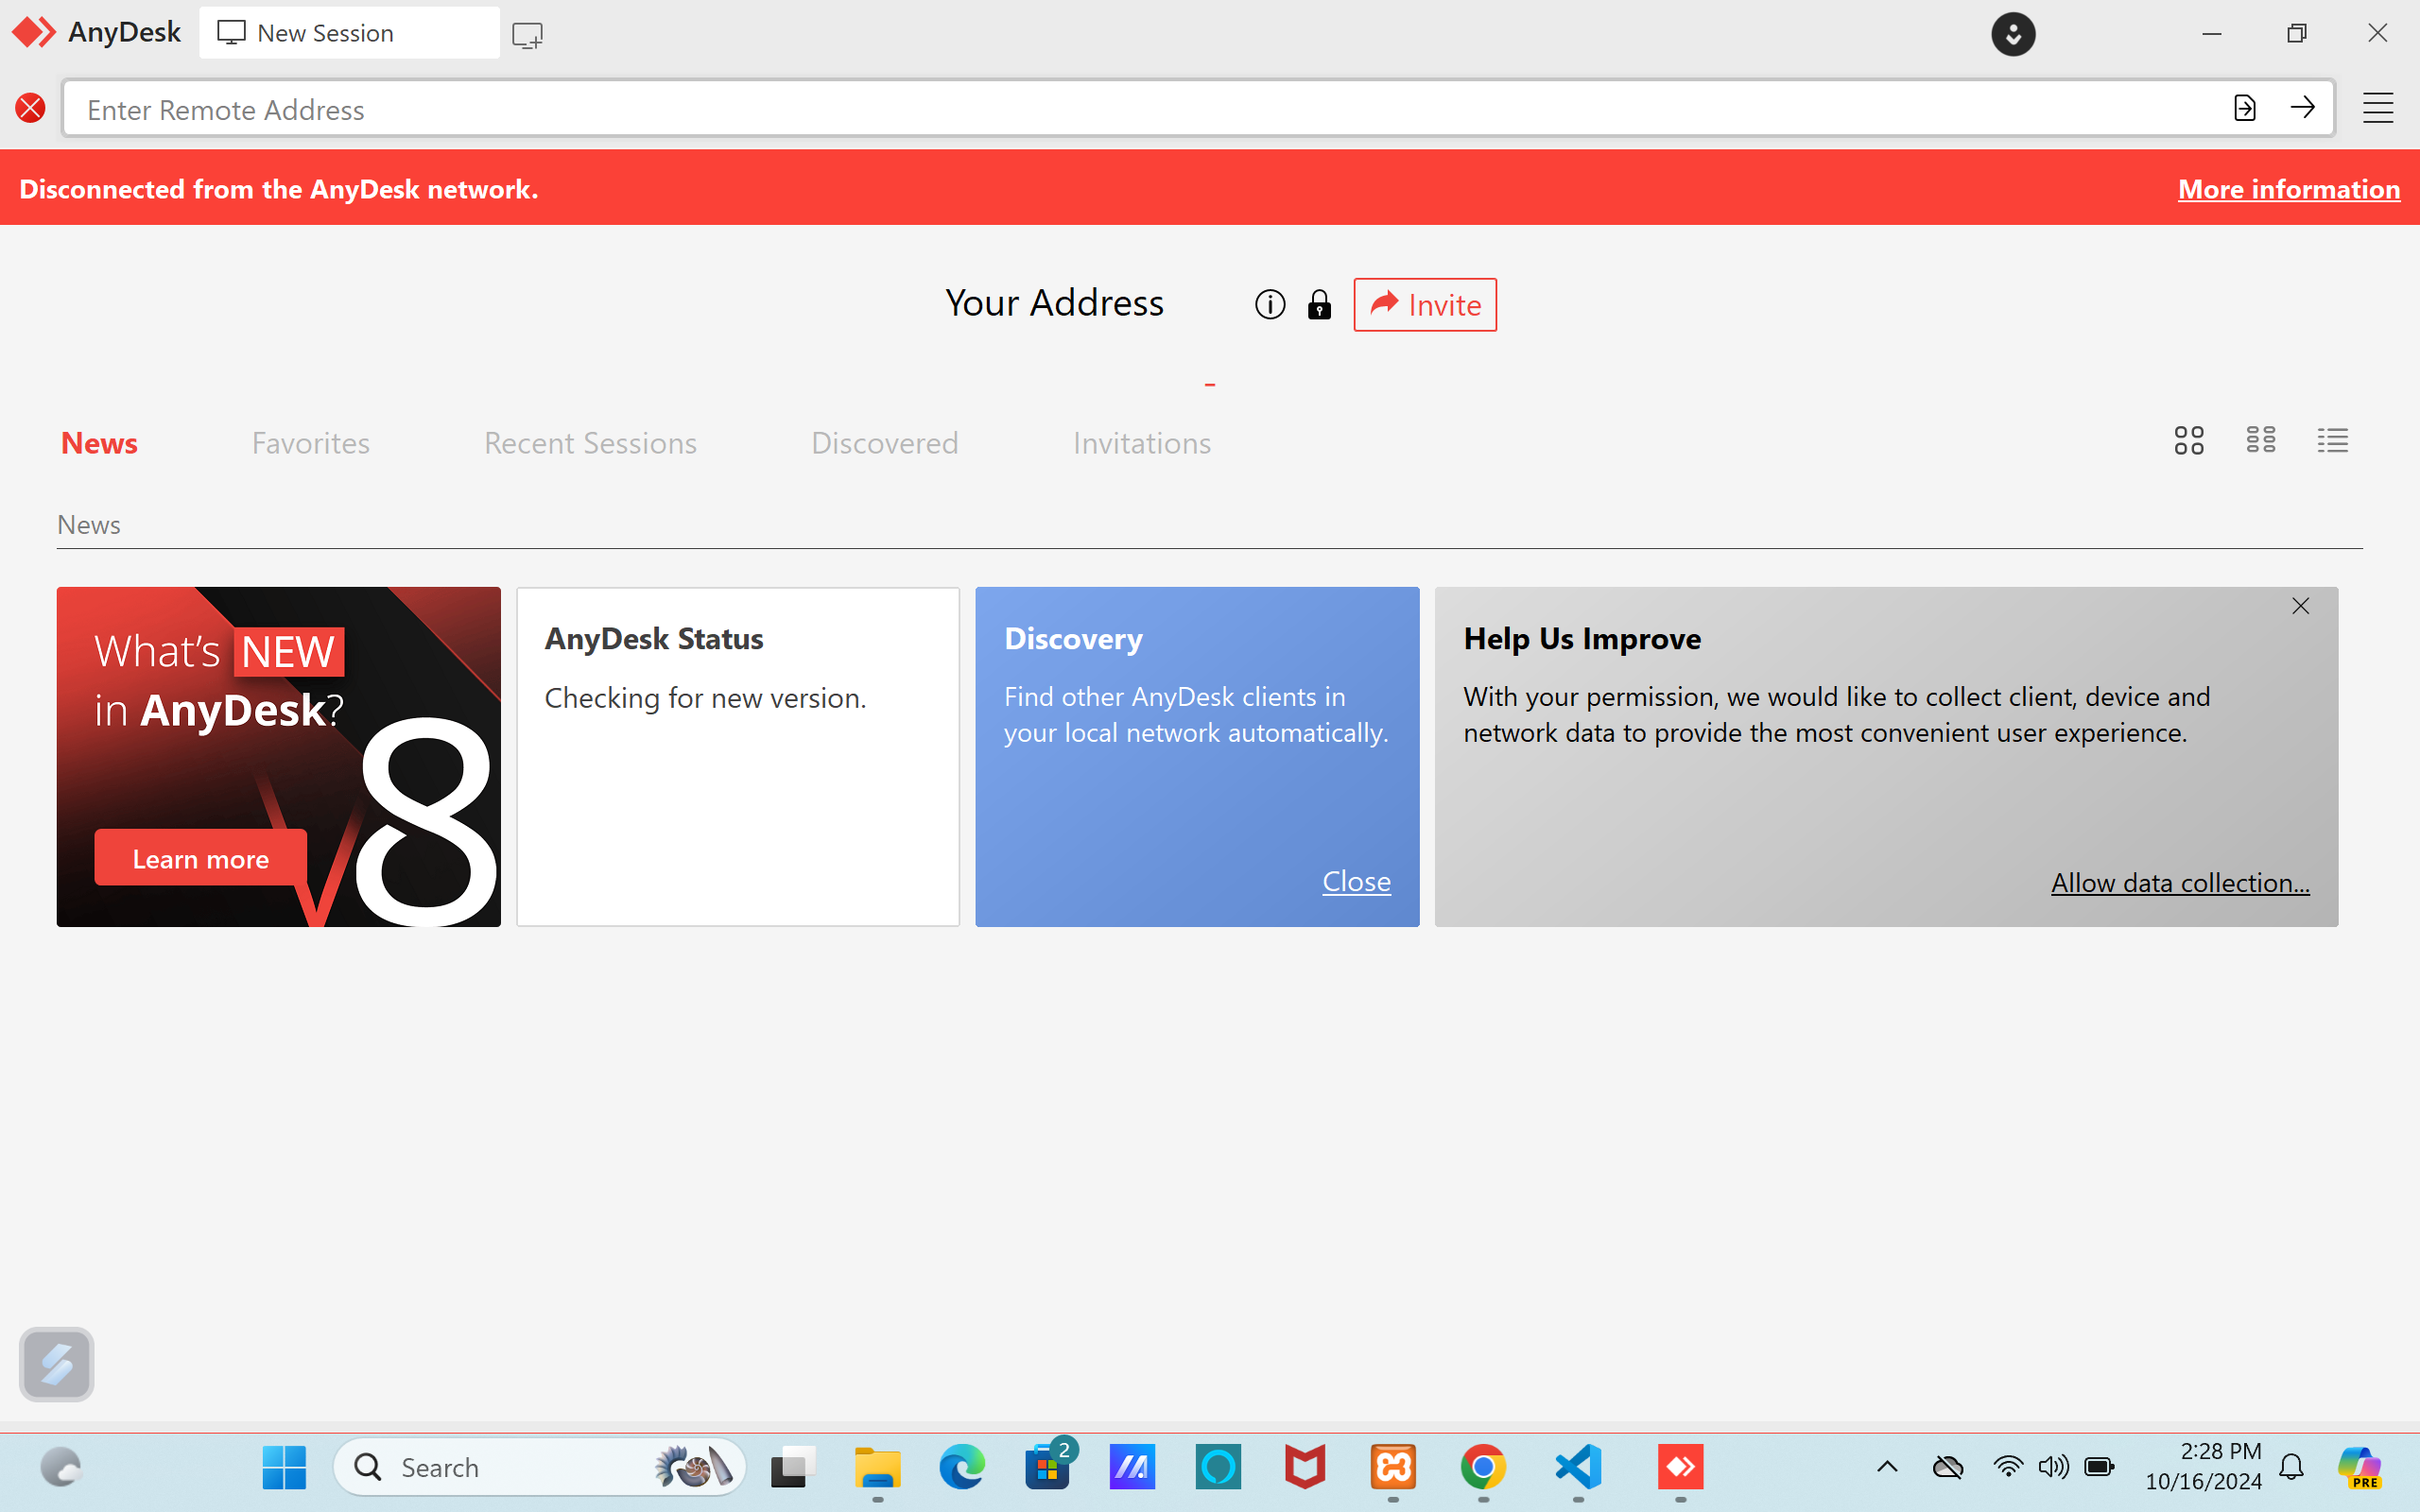 AnyDesk
New Session
Enter Remote Address
Disconnected from the AnyDesk network.
More information
Your Address
Invite
-
News
Favorites
Recent Sessions
Discovered
Invitations
News
What's NEW
in AnyDesk?
V8
Learn more
AnyDesk Status
Checking for new version.
Discovery
Find other AnyDesk clients in
your local network automatically.
Close
Help Us Improve
With your permission, we would like to collect client, device and
network data to provide the most convenient user experience.
Allow data collection...
Search
2
2:28 PM
10/16/2024
PRE